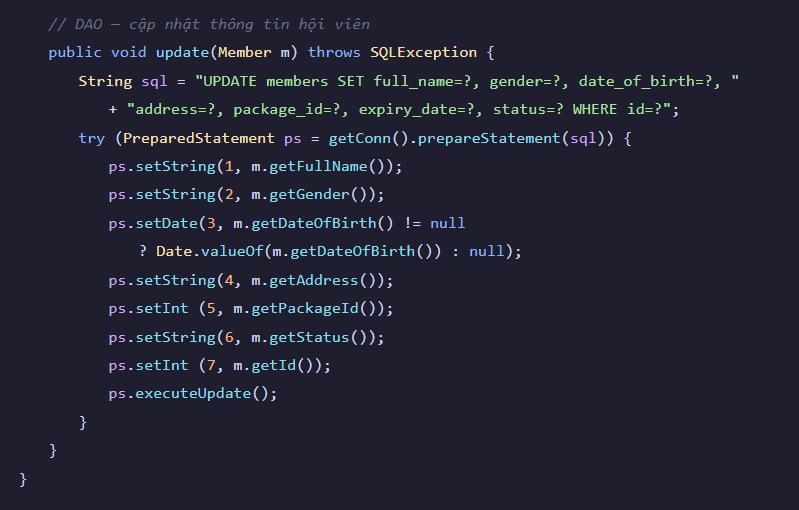 // DAO — cập nhật thông tin hội viên
public void update(Member m) throws SQLException {
String sql = "UPDATE members SET full_name=?, gender=?, date_of_birth=?, "
+ "address=?, package_id=?, expiry_date=?, status=? WHERE id=?";
try (PreparedStatement ps = getConn().prepareStatement(sql)) {
ps.setString(1, m.getFullName());
ps.setString(2, m.getGender());
ps.setDate(3, m.getDateOfBirth() != null
? Date.valueOf(m.getDateOfBirth()) : null);
ps.setString(4, m.getAddress());
ps.setInt (5, m.getPackageId());
ps.setString(6, m.getStatus());
ps.setInt (7, m.getId());
ps.executeUpdate();
}
}
}